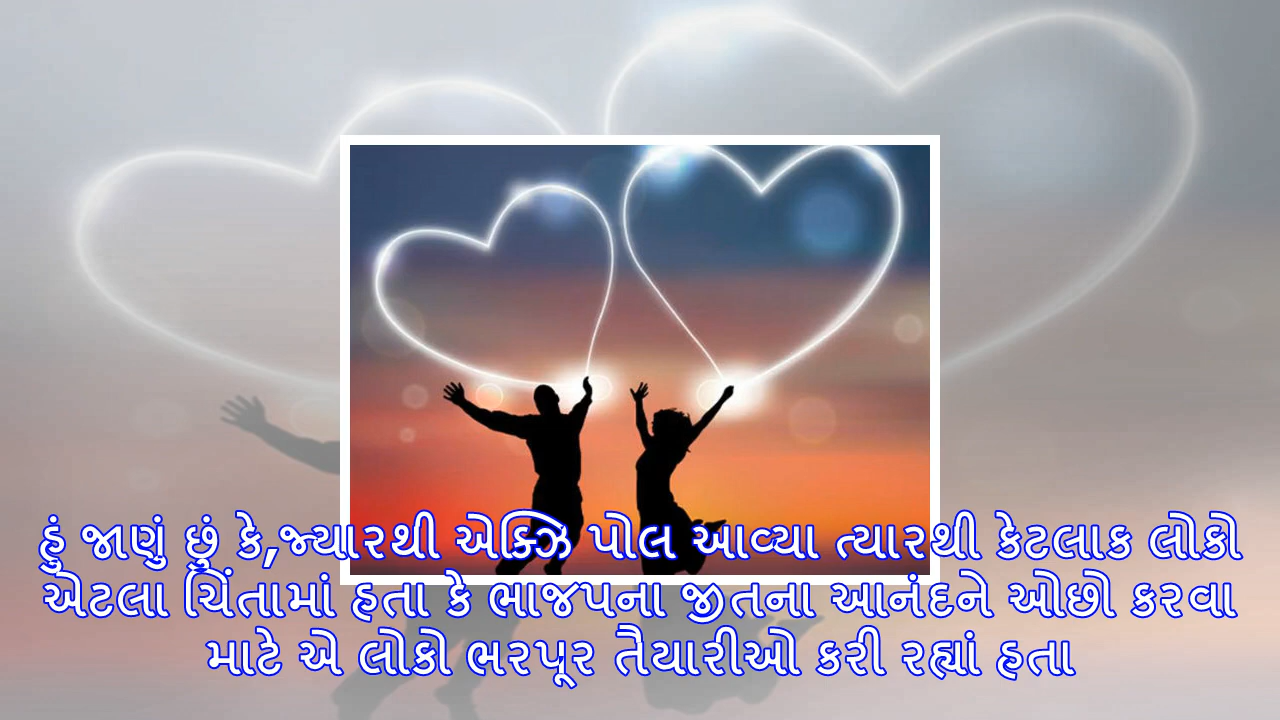 હું જાણું છું કે,જ્યારથી એક્ઝિ પોલ આવ્યા ત્યારથી કેટલાક લોકો
એટલા ચિંતામાં હતા કે ભાજપના જીતના આનંદને ઓછો કરવા
માટે એ લોકો ભરપૂર તૈયારીઓ કરી રહ્યાં હતા